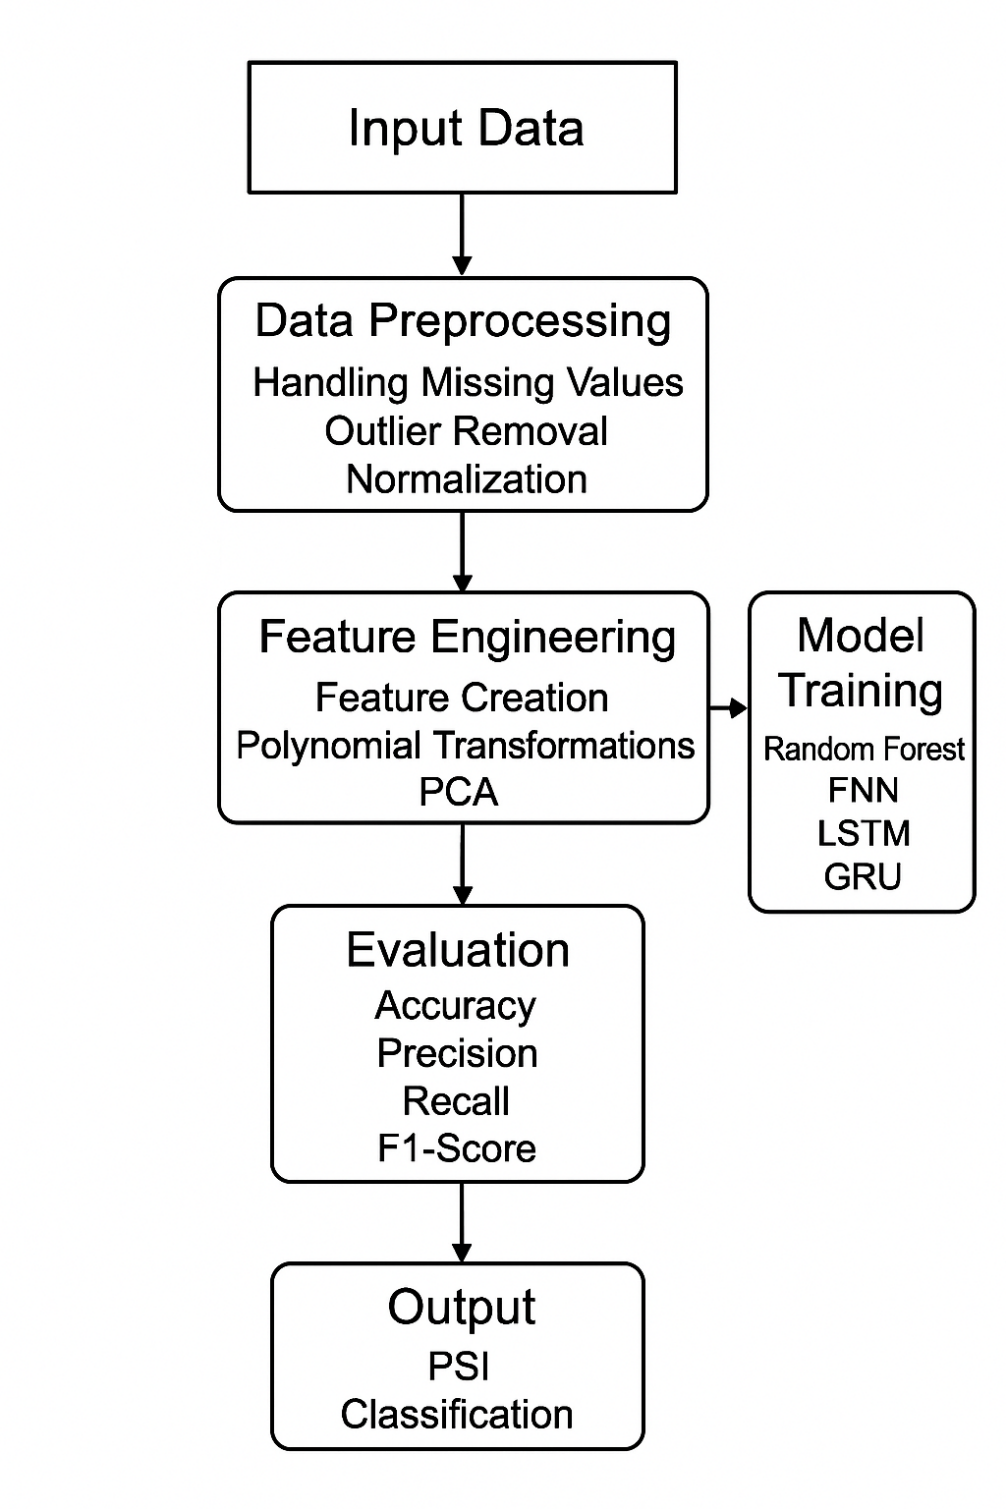 Input Data
Data Preprocessing
Handling Missing Values
Outlier Removal
Normalization
Feature Engineering
Feature Creation
Polynomial Transformations
PCA
Model
Training
Random Forest
FNN
LSTM
GRU
Evaluation
Accuracy
Precision
Recall
F1-Score
Output
PSI
Classification